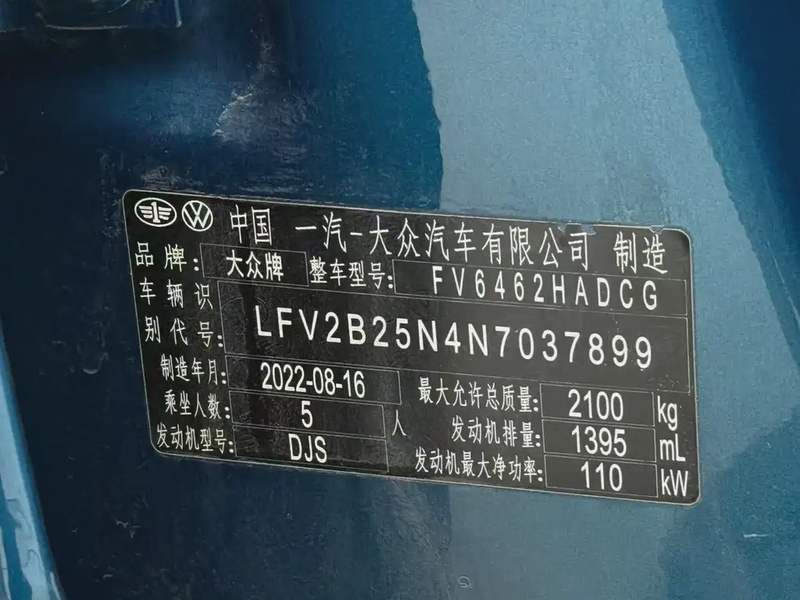 中国 一汽-大众汽车有限公司 制造
品牌: 大众牌 整车型号: FV6462HADCG
车辆识别代号: LFV2B25N4N7037899
制造年月: 2022-08-16 最大允许总质量: 2100 kg
乘坐人数: 5 人 发动机排量: 1395 mL
发动机型号: DJS 发动机最大净功率: 110 kW